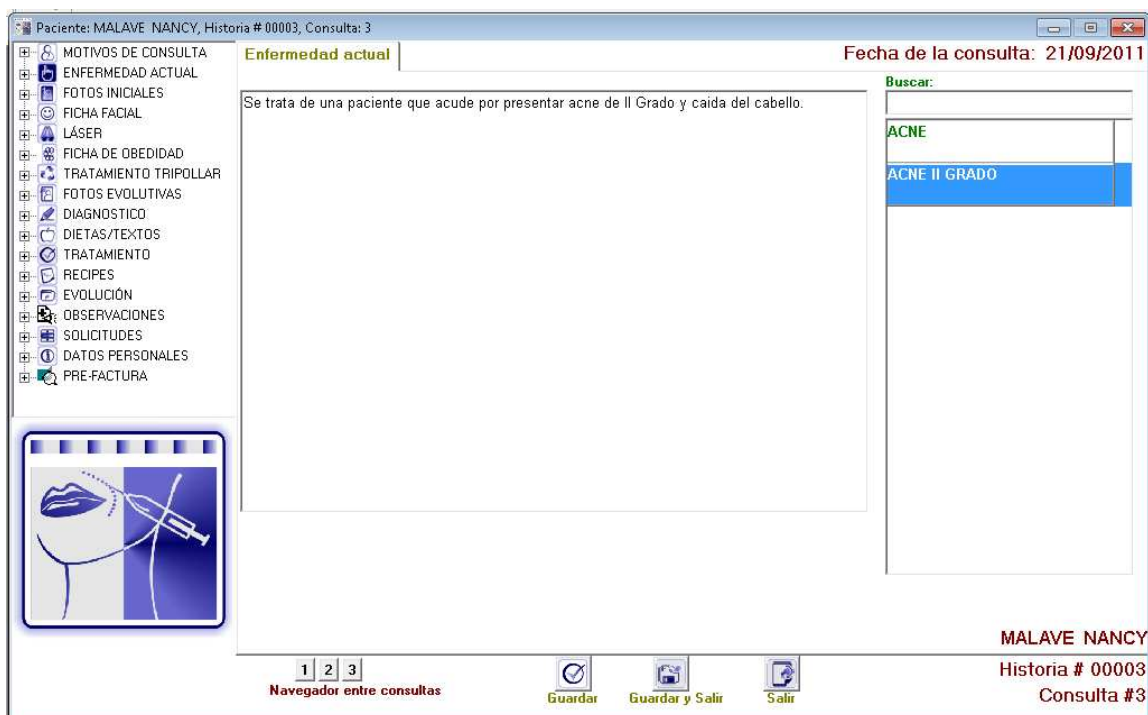 Paciente: MALAVE NANCY, Historia # 00003, Consulta: 3
MOTIVOS DE CONSULTA
ENFERMEDAD ACTUAL
FOTOS INICIALES
FICHA FACIAL
LÁSER
FICHA DE OBEDIDAD
TRATAMIENTO TRIPOLLAR
FOTOS EVOLUTIVAS
DIAGNOSTICO
DIETAS/TEXTOS
TRATAMIENTO
RECIPES
EVOLUCIÓN
OBSERVACIONES
SOLICITUDES
DATOS PERSONALES
PRE-FACTURA
Enfermedad actual
Fecha de la consulta: 21/09/2011
Se trata de una paciente que acude por presentar acne de II Grado y caida del cabello.
Buscar:
ACNE
ACNE II GRADO
MALAVE NANCY
Historia # 00003
Consulta #3
1 2 3
Navegador entre consultas
Guardar
Guardar y Salir
Salir